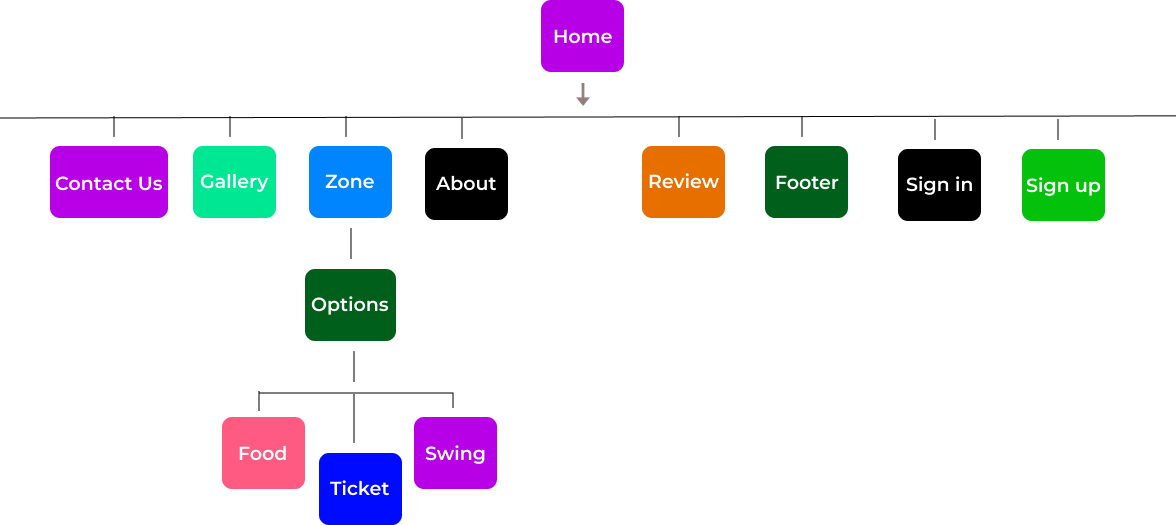 Home
Contact Us
Gallery
Zone
About
Review
Footer
Sign in
Sign up
Options
Food
Ticket
Swing